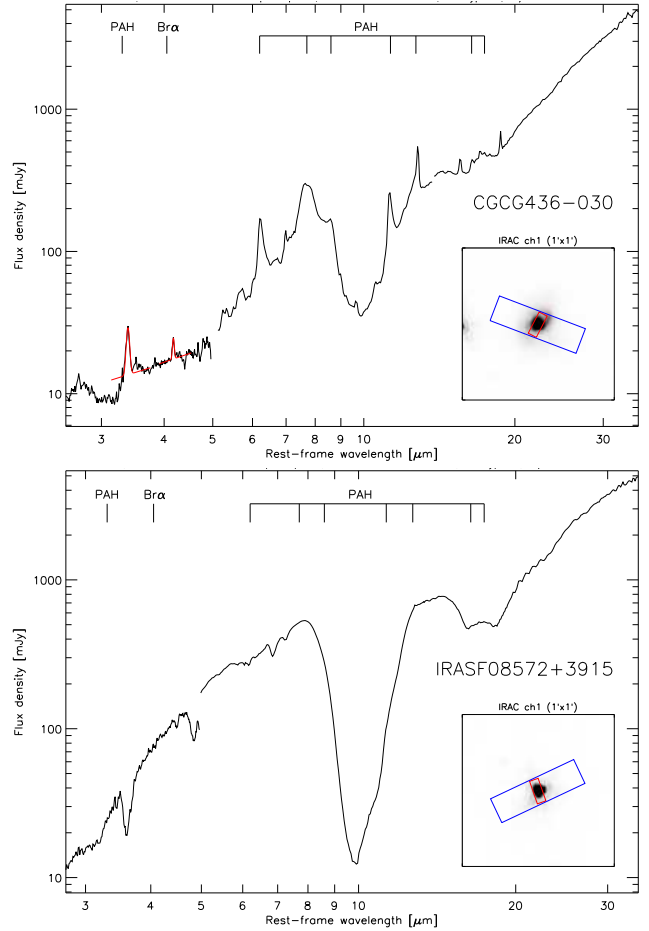 PAH Brα PAH
1000
100
10
Flux density [mJy]
CGCG436−030
IRAC ch1 (1'x1')
3 4 5 6 7 8 9 10 20 30
Rest−frame wavelength [μm]
PAH Brα PAH
1000
100
10
Flux density [mJy]
IRASF08572+3915
IRAC ch1 (1'x1')
3 4 5 6 7 8 9 10 20 30
Rest−frame wavelength [μm]